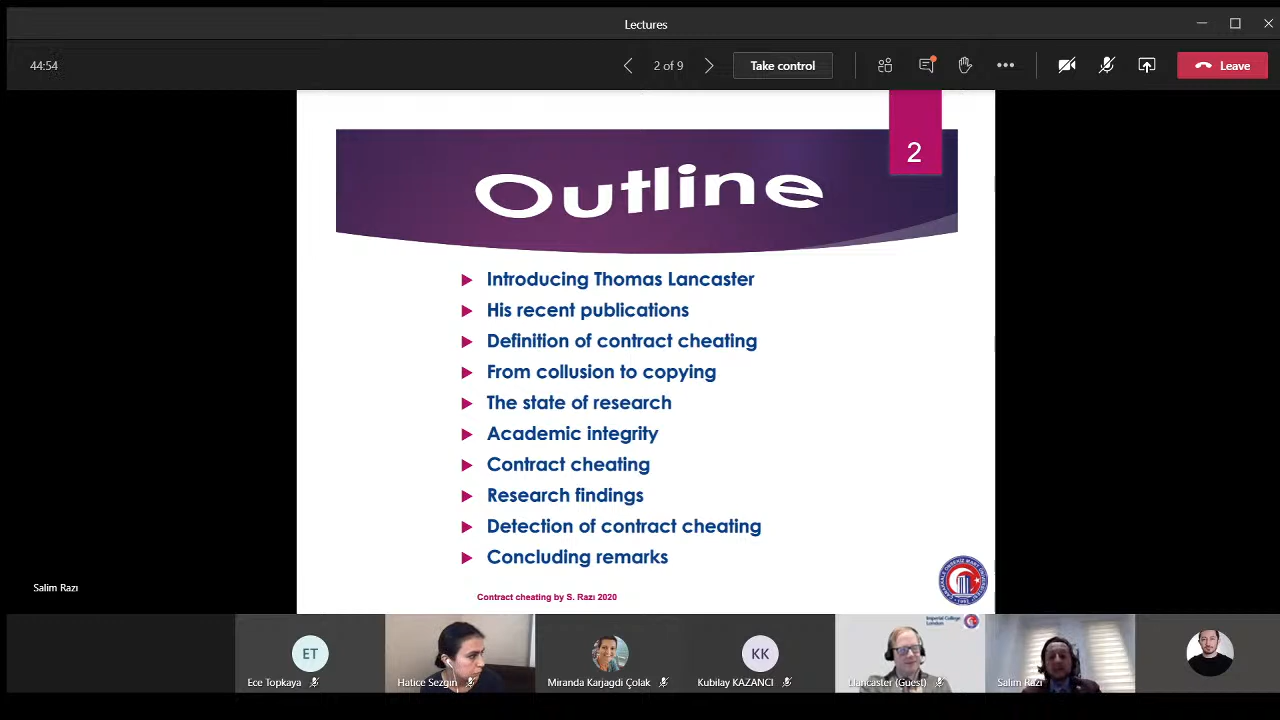 Lectures
44:54
2 of 9
Take control
Leave
2
Outline
Introducing Thomas Lancaster
His recent publications
Definition of contract cheating
From collusion to copying
The state of research
Academic integrity
Contract cheating
Research findings
Detection of contract cheating
Concluding remarks
Contract cheating by S. Razı 2020
Salim Razı
ET
KK
Imperial College
London
Ece Topkaya
Hatice Sezgin
Miranda Karjagdi Çolak
Kubilay KAZANCI
(Guest)
Salim Razı